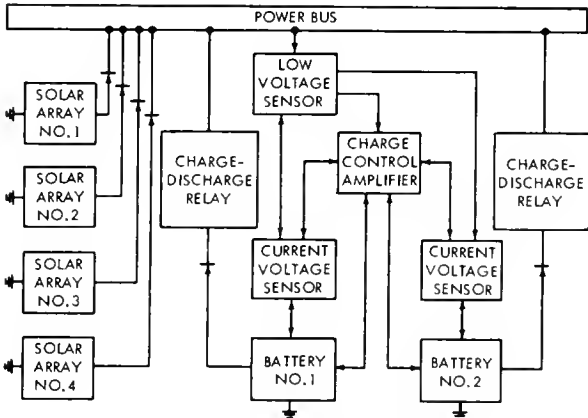 POWER BUS
SOLAR
ARRAY
NO.1
SOLAR
ARRAY
NO.2
SOLAR
ARRAY
NO.3
SOLAR
ARRAY
NO.4
CHARGE-
DISCHARGE
RELAY
LOW
VOLTAGE
SENSOR
CHARGE
CONTROL
AMPLIFIER
CHARGE-
DISCHARGE
RELAY
CURRENT
VOLTAGE
SENSOR
CURRENT
VOLTAGE
SENSOR
BATTERY
NO.1
BATTERY
NO.2